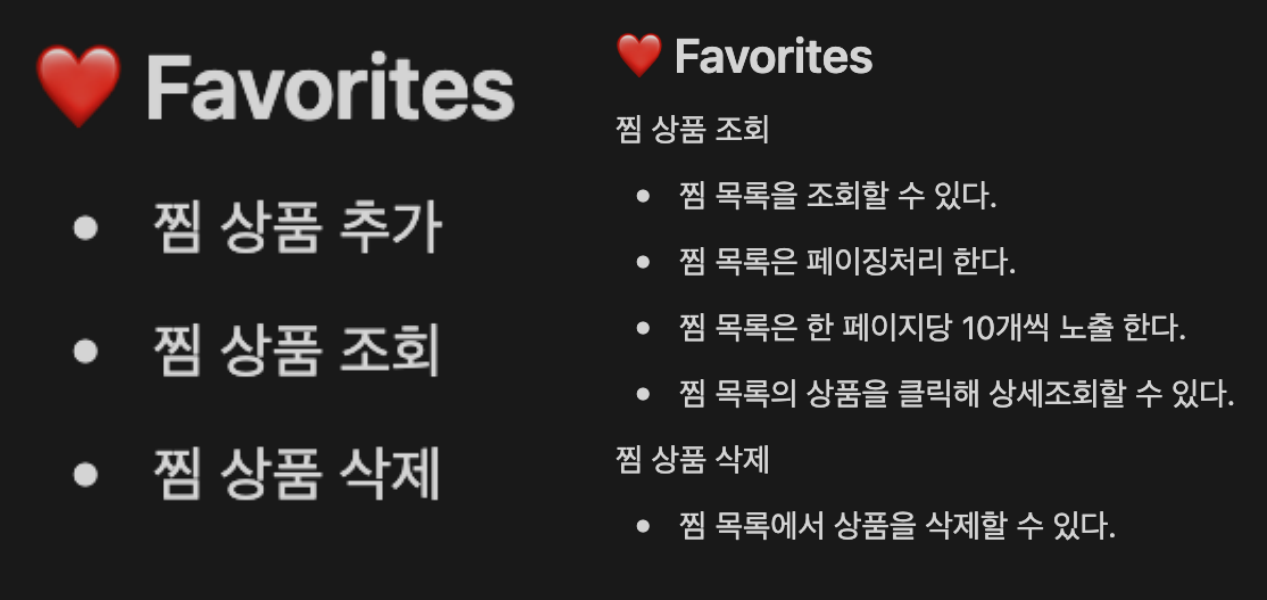 ❤️ Favorites
• 찜 상품 추가
• 찜 상품 조회
• 찜 상품 삭제
❤️ Favorites
찜 상품 조회
• 찜 목록을 조회할 수 있다.
• 찜 목록은 페이징처리 한다.
• 찜 목록은 한 페이지당 10개씩 노출 한다.
• 찜 목록의 상품을 클릭해 상세조회할 수 있다.
찜 상품 삭제
• 찜 목록에서 상품을 삭제할 수 있다.